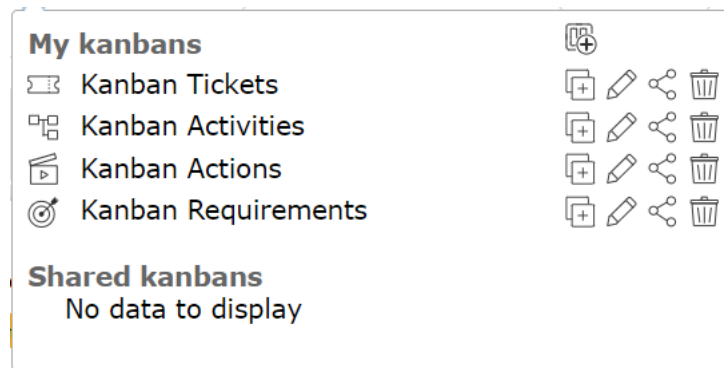 My kanbans
Kanban Tickets
Kanban Activities
Kanban Actions
Kanban Requirements
Shared kanbans
No data to display